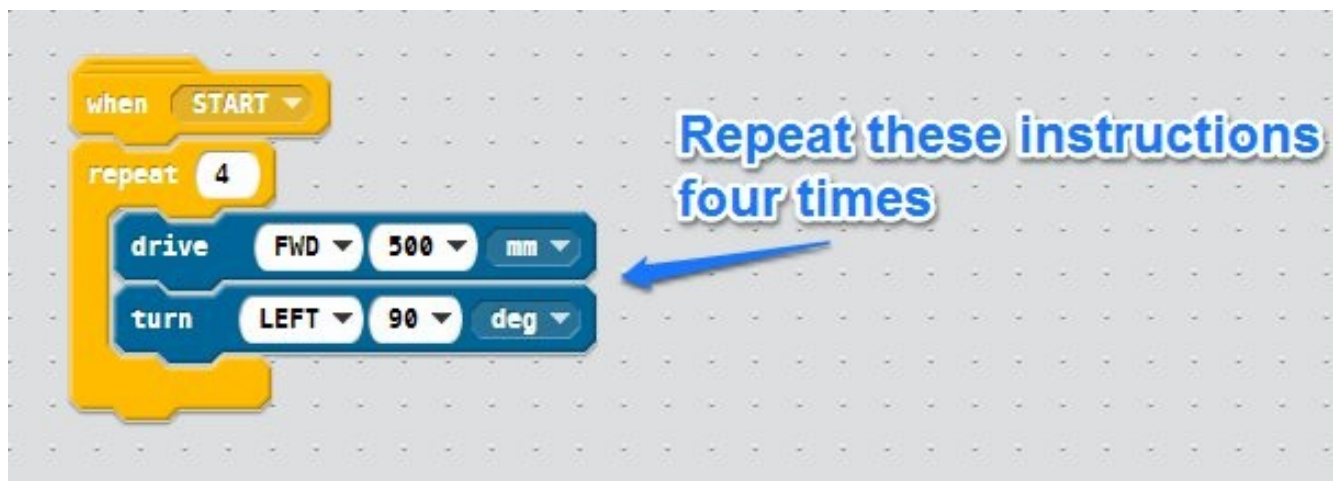 when START
repeat 4
drive FWD 500 mm
turn LEFT 90 deg
Repeat these instructions
four times